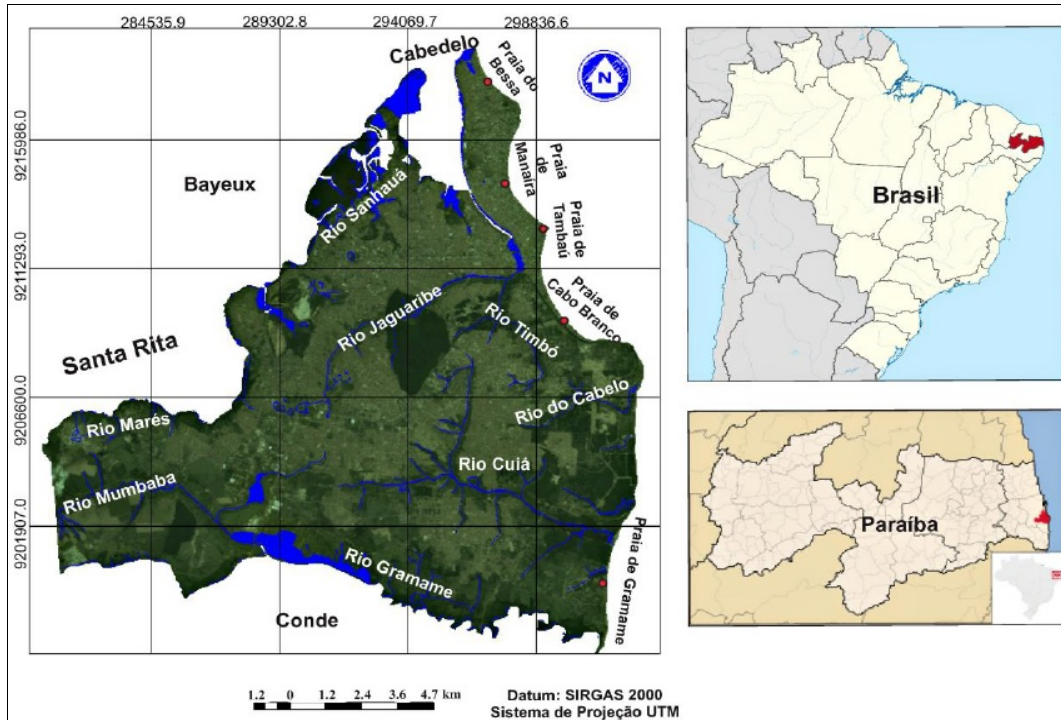 284535.9 289302.8 294069.7 298836.6
9215986.0
9211293.0
9206600.0
9201907.0
Cabedelo
N
Praia do
Bessa
Praia
de
Manaíra
Praia de
Tambaú
Praia de
Cabo Branco
Bayeux
Rio Sanhauá
Rio Jaguaribe
Rio Timbó
Santa Rita
Rio do Cabelo
Rio Marés
Rio Cuiá
Rio Mumbaba
Rio Gramame
Praia de Gramame
Conde
1.2 0 1.2 2.4 3.6 4.7 km
Datum: SIRGAS 2000
Sistema de Projeção UTM
Brasil
Paraíba